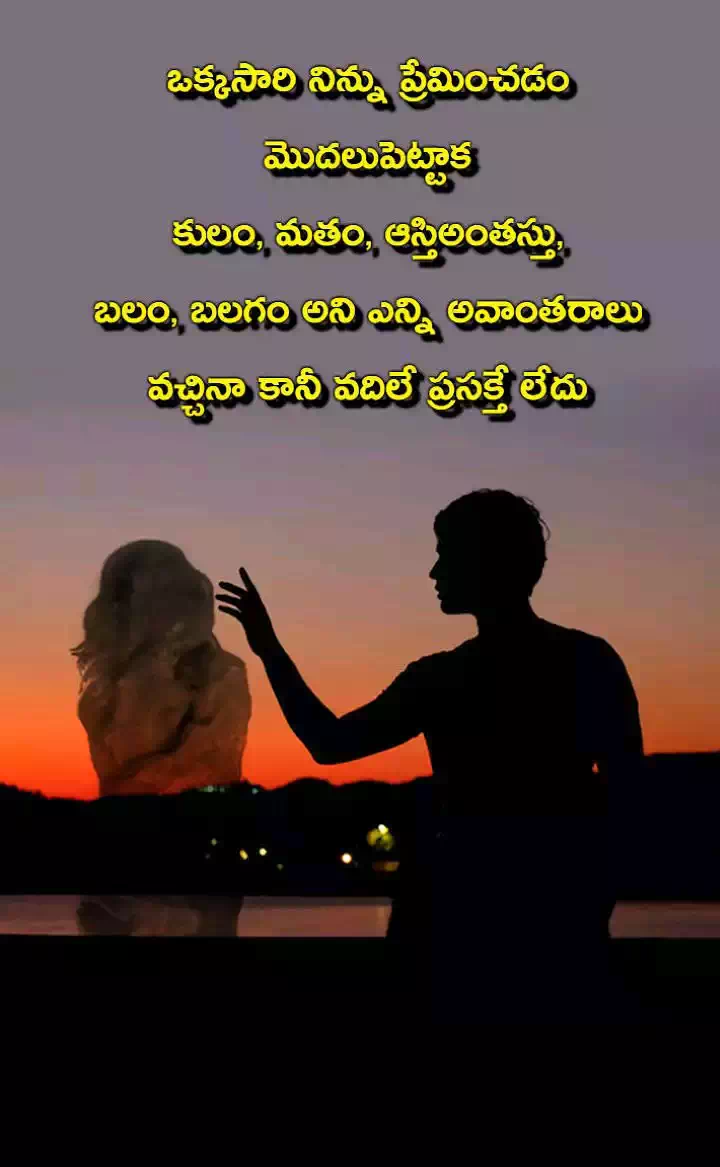 ఒక్కసారి నిన్ను ప్రేమించడం
మొదలుపెట్టాక
కులం, మతం, ఆస్తిఅంతస్తు,
బలం, బలగం అని ఎన్ని అవాంతరాలు
వచ్చినా కానీ వదిలే ప్రసక్తే లేదు